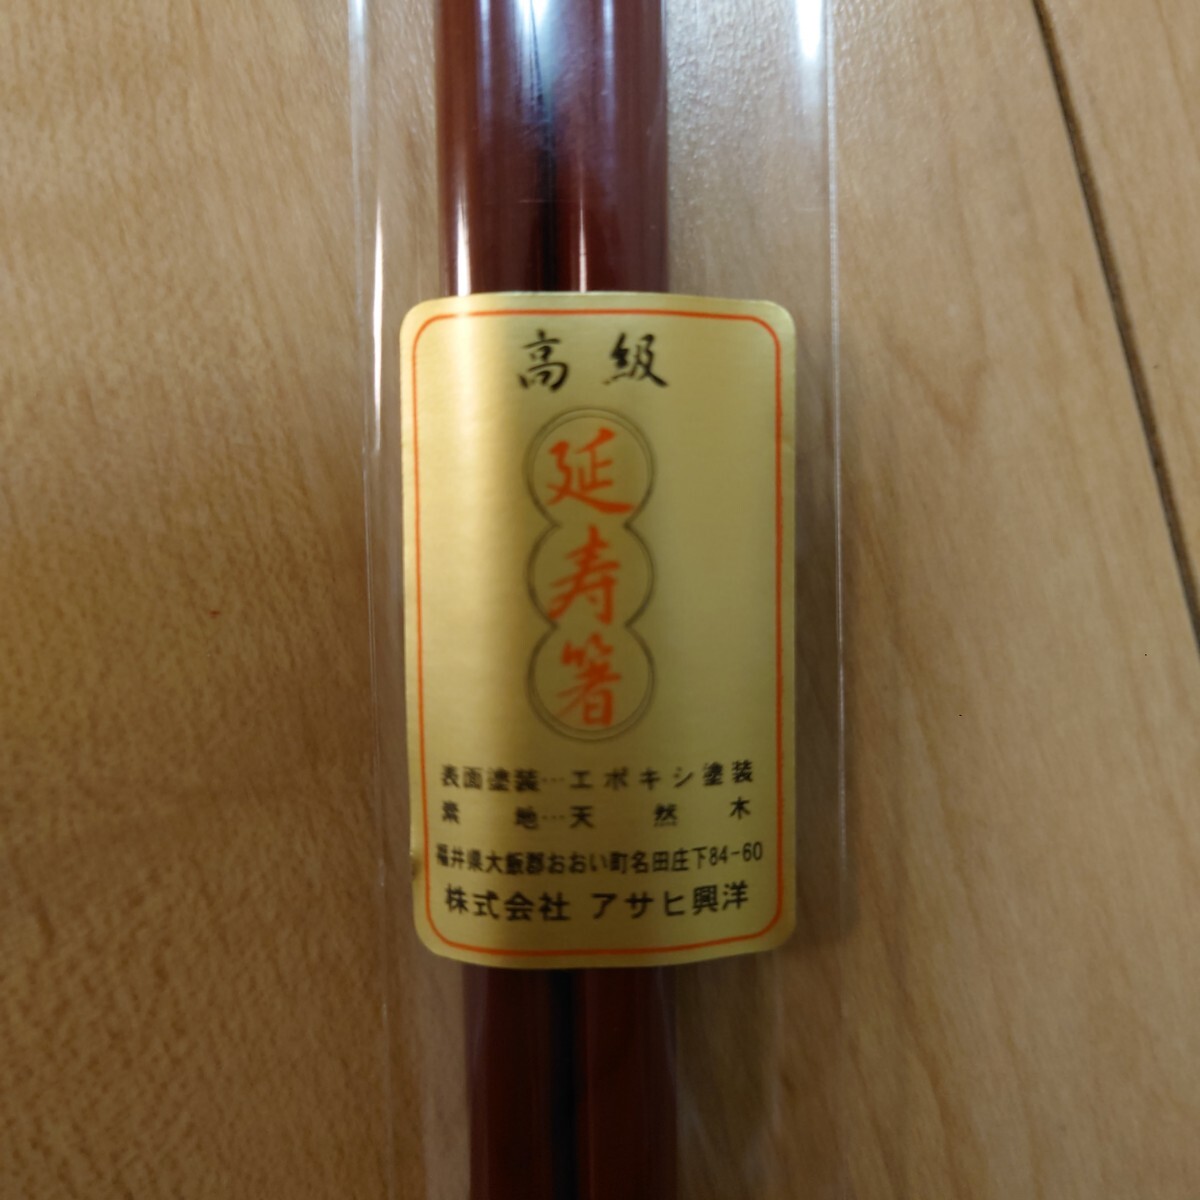 高級
延寿箸
表面塗装…エポキシ塗装
素地…天然木
福井県大飯郡おおい町名田庄下84-60
株式会社 アサヒ興洋